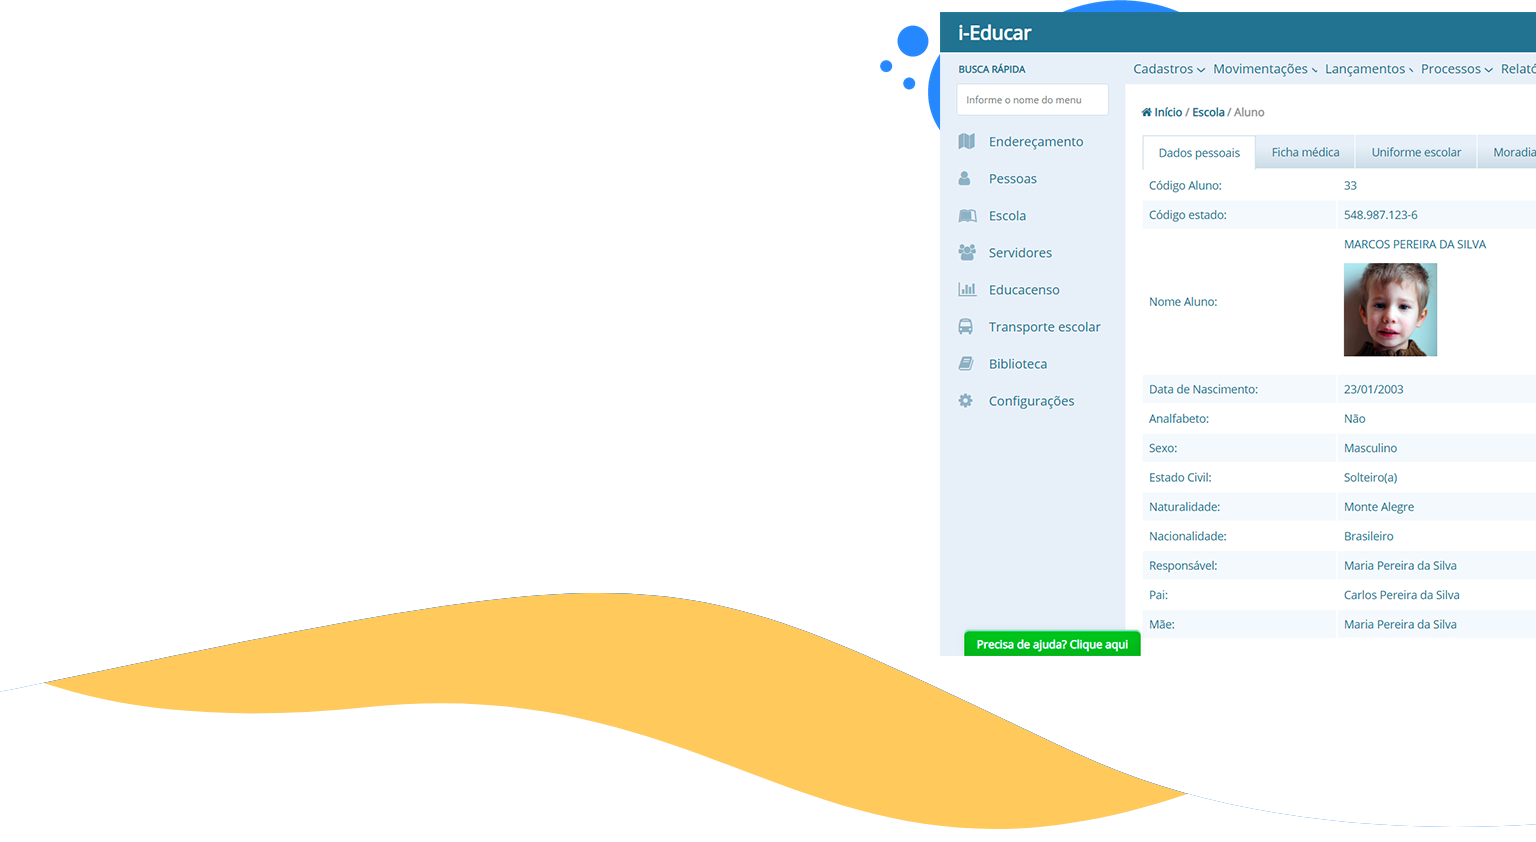 i-Educar
BUSCA RÁPIDA
Informe o nome do menu
Endereçamento
Pessoas
Escola
Servidores
Educacenso
Transporte escolar
Biblioteca
Configurações
Precisa de ajuda? Clique aqui
Cadastros Movimentações Lançamentos Processos Relató
Início / Escola / Aluno
Dados pessoais Ficha médica Uniforme escolar Moradia
Código Aluno: 33
Código estado: 548.987.123-6
MARCOS PEREIRA DA SILVA
Nome Aluno:
Data de Nascimento: 23/01/2003
Analfabeto: Não
Sexo: Masculino
Estado Civil: Solteiro(a)
Naturalidade: Monte Alegre
Nacionalidade: Brasileiro
Responsável: Maria Pereira da Silva
Pai: Carlos Pereira da Silva
Mãe: Maria Pereira da Silva